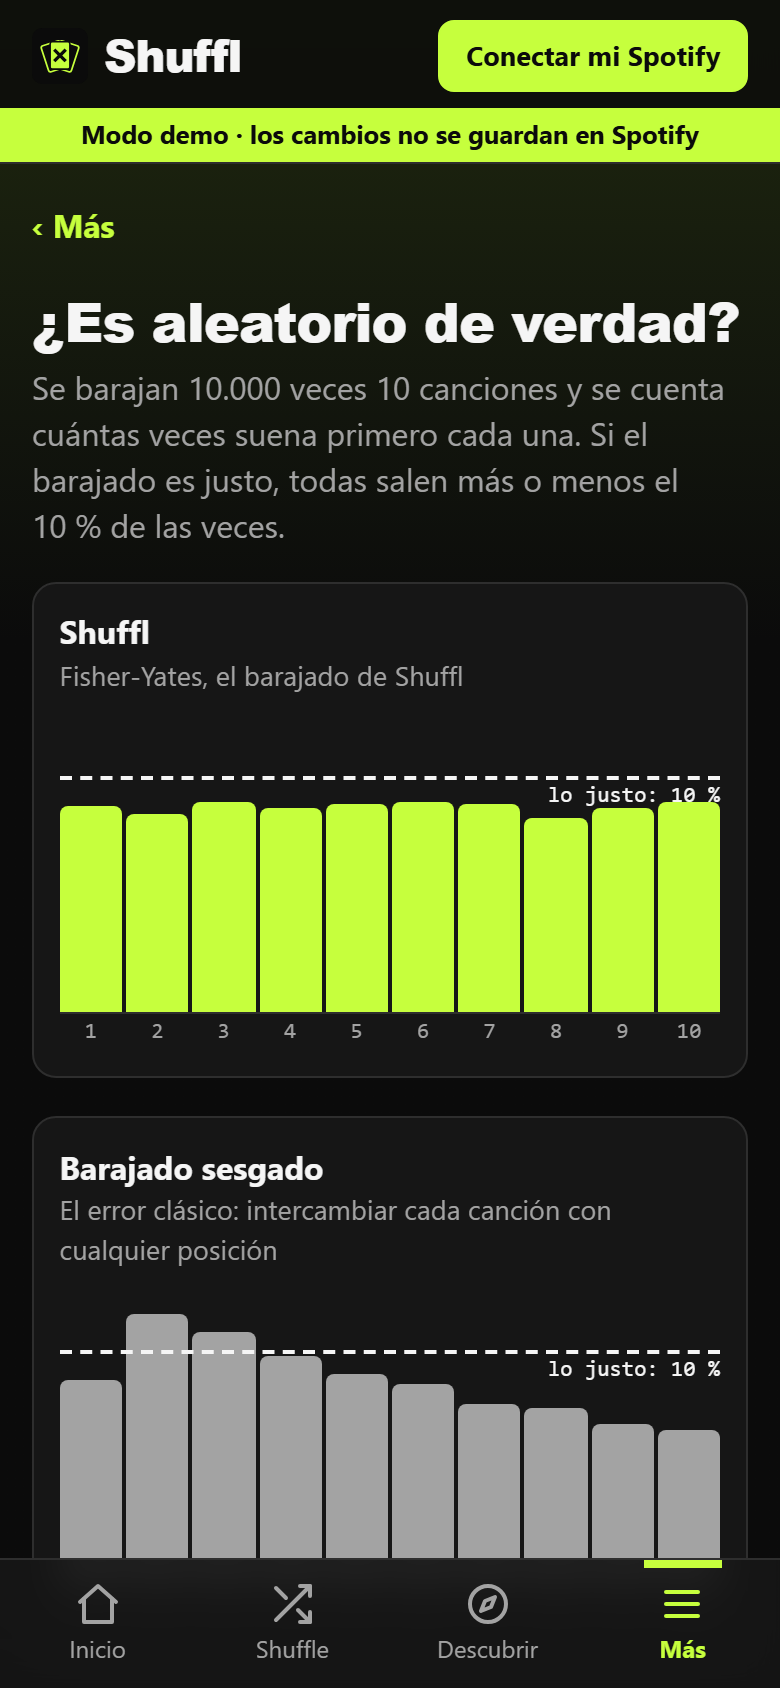 Shuffl
Conectar mi Spotify
Modo demo · los cambios no se guardan en Spotify
‹ Más
¿Es aleatorio de verdad?
Se barajan 10.000 veces 10 canciones y se cuenta
cuántas veces suena primero cada una. Si el
barajado es justo, todas salen más o menos el
10 % de las veces.
Shuffl
Fisher-Yates, el barajado de Shuffl
lo justo: 10 %
1 2 3 4 5 6 7 8 9 10
Barajado sesgado
El error clásico: intercambiar cada canción con
cualquier posición
lo justo: 10 %
Inicio Shuffle Descubrir Más